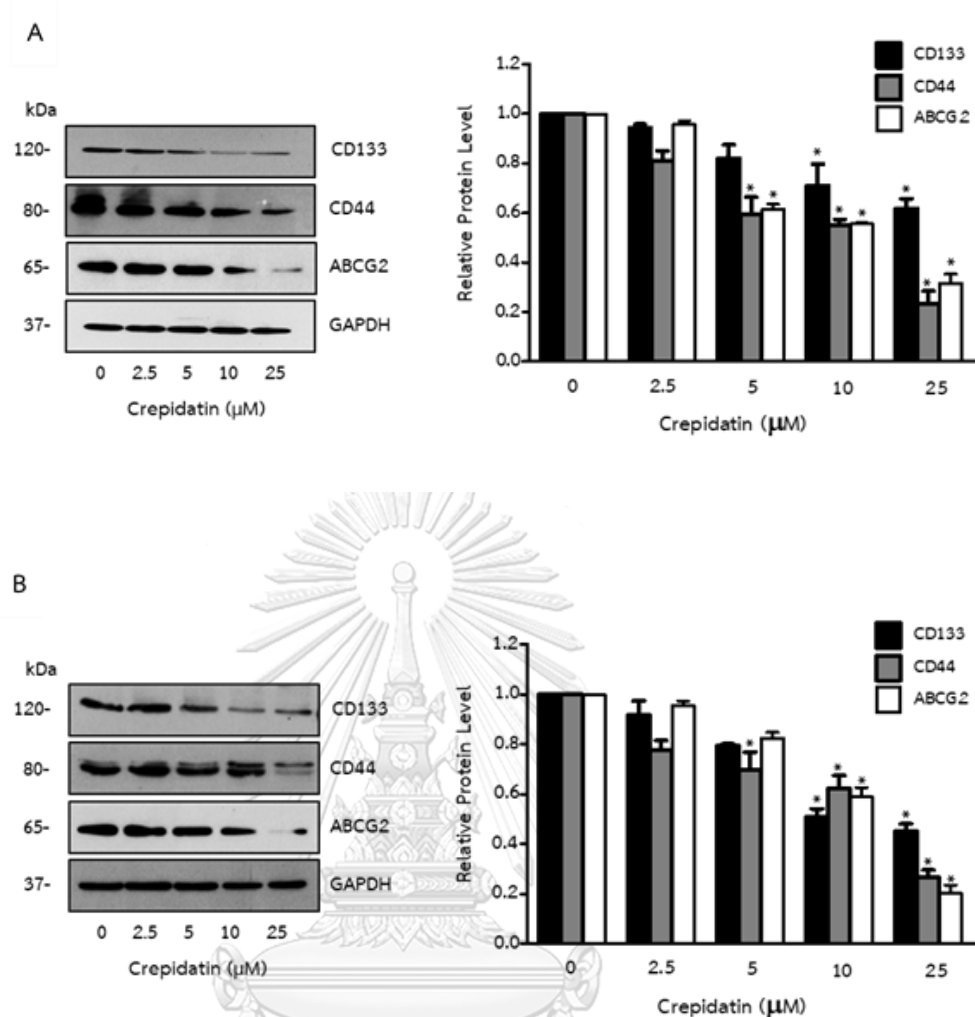 A
kDa
120-
CD133
80-
CD44
65-
ABCG2
37-
GAPDH
0 2.5 5 10 25
Crepidatin (µM)
CD133
CD44
ABCG2
Relative Protein Level
1.2
1.0
0.8
0.6
0.4
0.2
0.0
* * * * * * * *
0 2.5 5 10 25
Crepidatin (µM)
B
kDa
120-
CD133
80-
CD44
65-
ABCG2
37-
GAPDH
0 2.5 5 10 25
Crepidatin (µM)
CD133
CD44
ABCG2
Relative Protein Level
1.2
1.0
0.8
0.6
0.4
0.2
0.0
* * * * * * *
0 2.5 5 10 25
Crepidatin (µM)